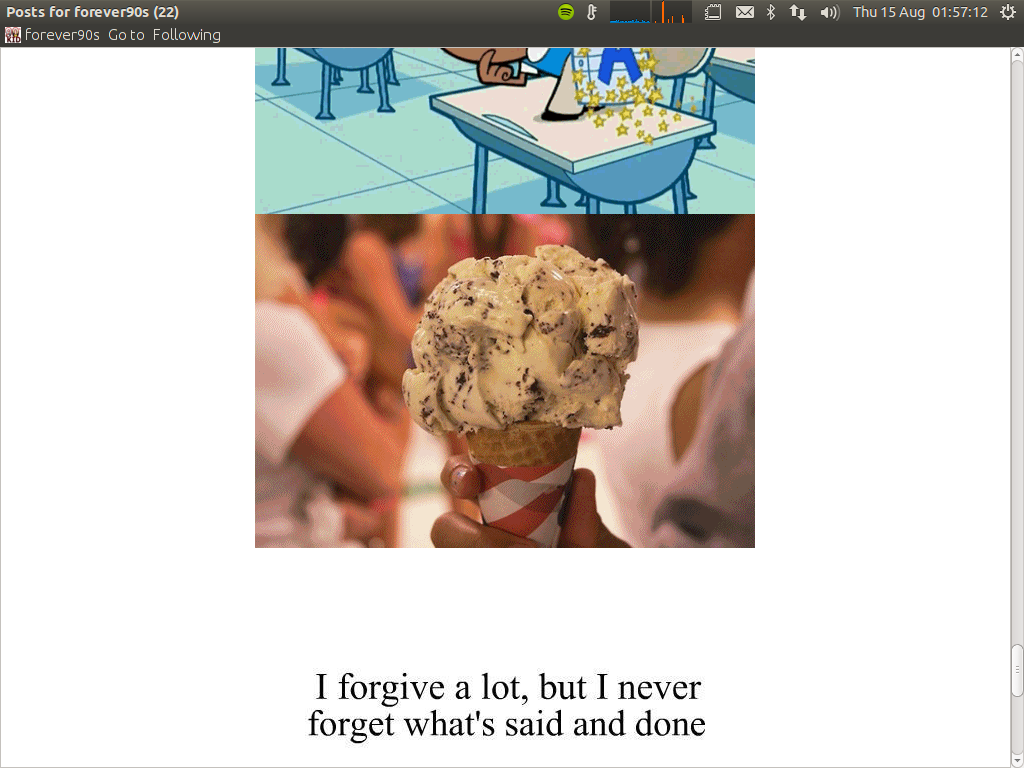 Posts for forever90s (22)
Thu 15 Aug 01:57:12
Forever90s Go to Following
A
I forgive a lot, but I never
forget what's said and done